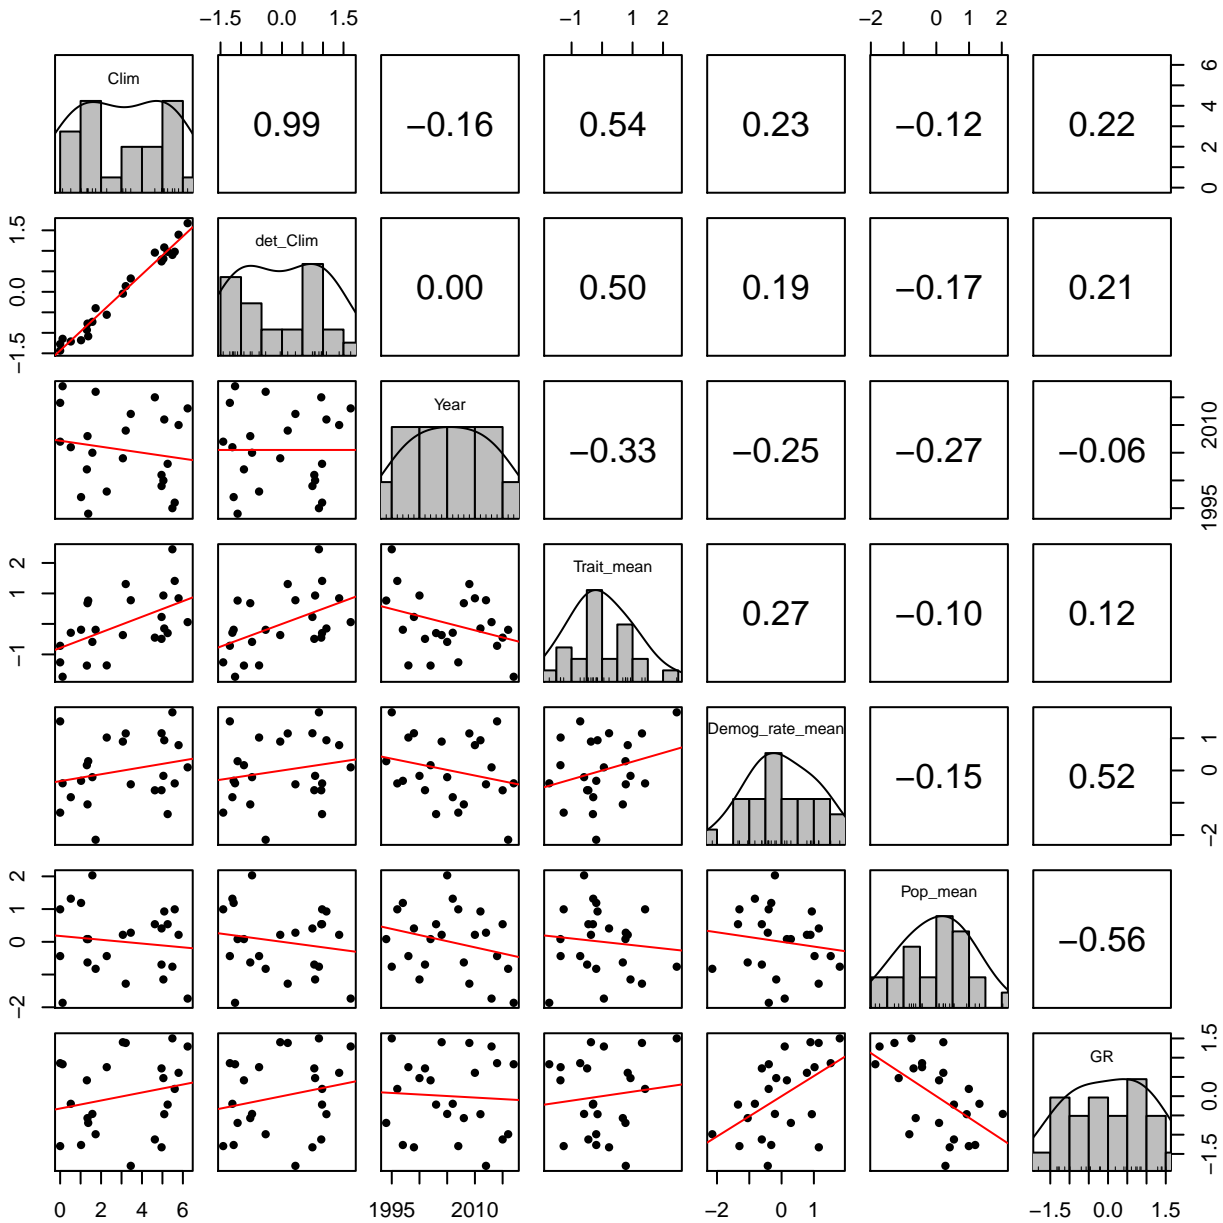 −1.5 0.0 1.5 −1 1 2 −2 0 1 2
Clim 0.99 −0.16 0.54 0.23 −0.12 0.22 0 2 4 6
−1.5 0.0 1.5 det_Clim 0.00 0.50 0.19 −0.17 0.21
Year −0.33 −0.25 −0.27 −0.06 1995 2010
−1 1 2 Trait_mean 0.27 −0.10 0.12
Demog_rate_mean −0.15 0.52 −2 0 1
−2 0 1 2 Pop_mean −0.56
GR −1.5 0.0 1.5
0 2 4 6 1995 2010 −2 0 1 −1.5 0.0 1.5